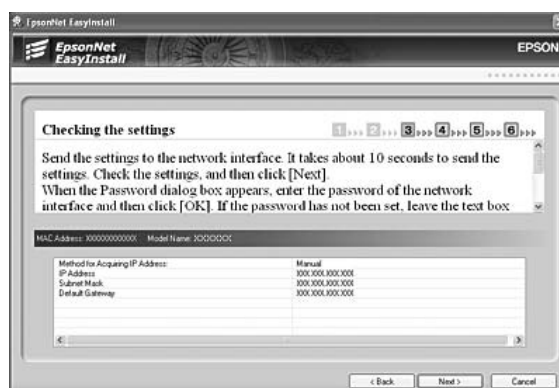 EpsonNet EasyInstall
EpsonNet
EasyInstall
EPSON
Checking the settings
1 2 3 4 5 6
Send the settings to the network interface. It takes about 10 seconds to send the
settings. Check the settings, and then click [Next].
When the Password dialog box appears, enter the password of the network
interface and then click [OK]. If the password has not been set, leave the text box
MAC Address: XXXXXXXXXXXX Model Name: XXXXXXX
Method for Acquiring IP Address Manual
IP Address XXX.XXX.XXX.XXX
Subnet Mask XXX.XXX.XXX.XXX
Default Gateway XXX.XXX.XXX.XXX
< Back Next > Cancel